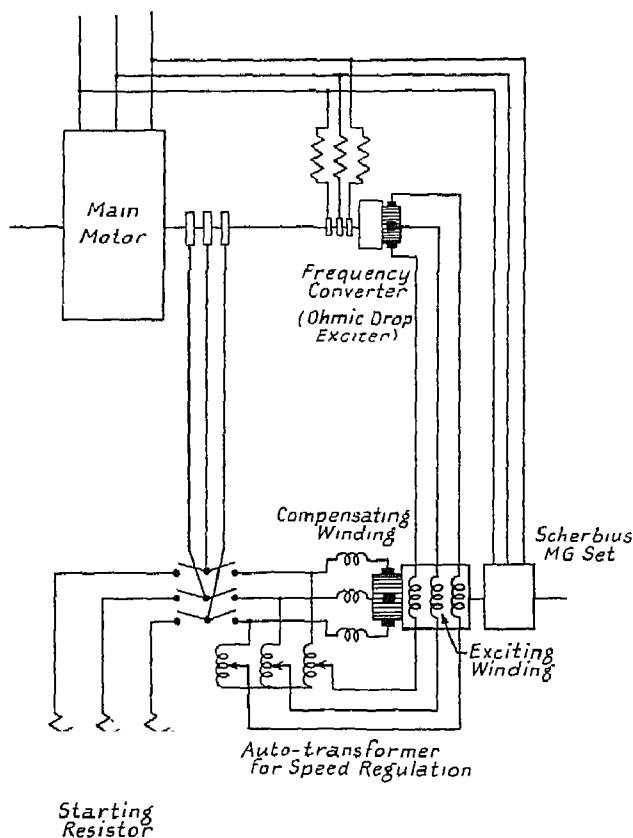 Main
Motor
Frequency
Converter
(Ohmic Drop
Exciter)
Compensating
Winding
Scherbius
MG Set
Exciting
Winding
Auto-transformer
for Speed Regulation
Starting
Resistor